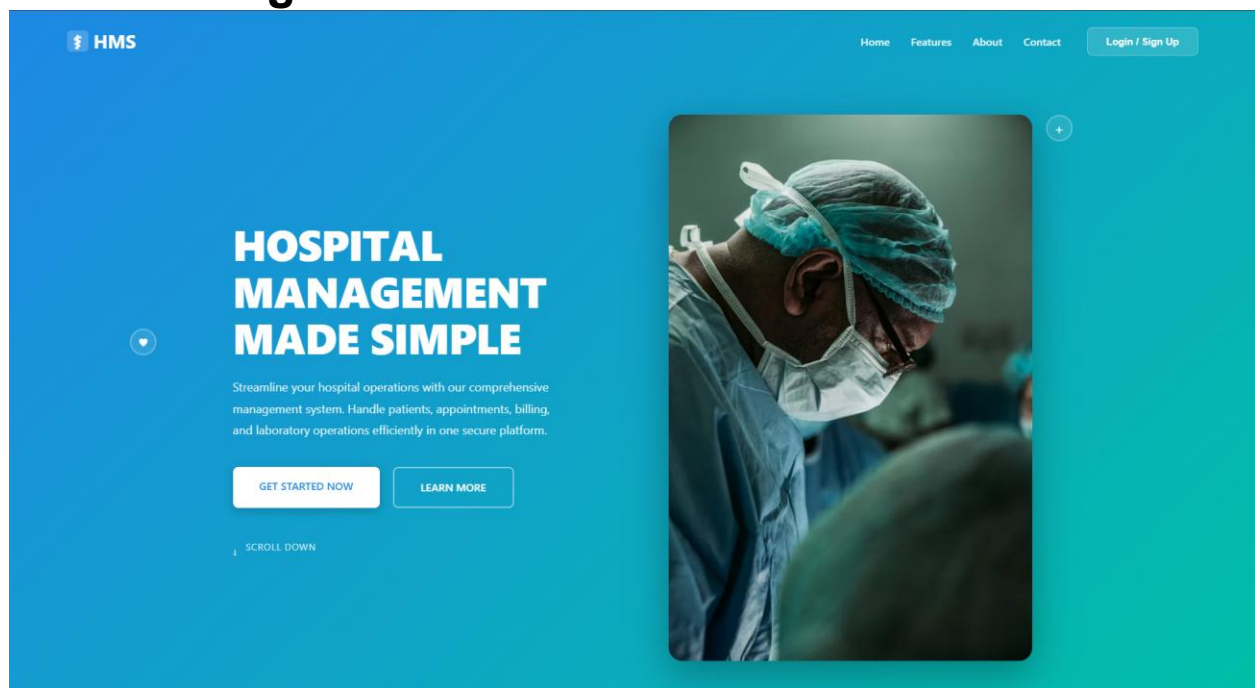 HMS
Home Features About Contact Login / Sign Up
HOSPITAL
MANAGEMENT
MADE SIMPLE
Streamline your hospital operations with our comprehensive
management system. Handle patients, appointments, billing,
and laboratory operations efficiently in one secure platform.
GET STARTED NOW LEARN MORE
↓ SCROLL DOWN